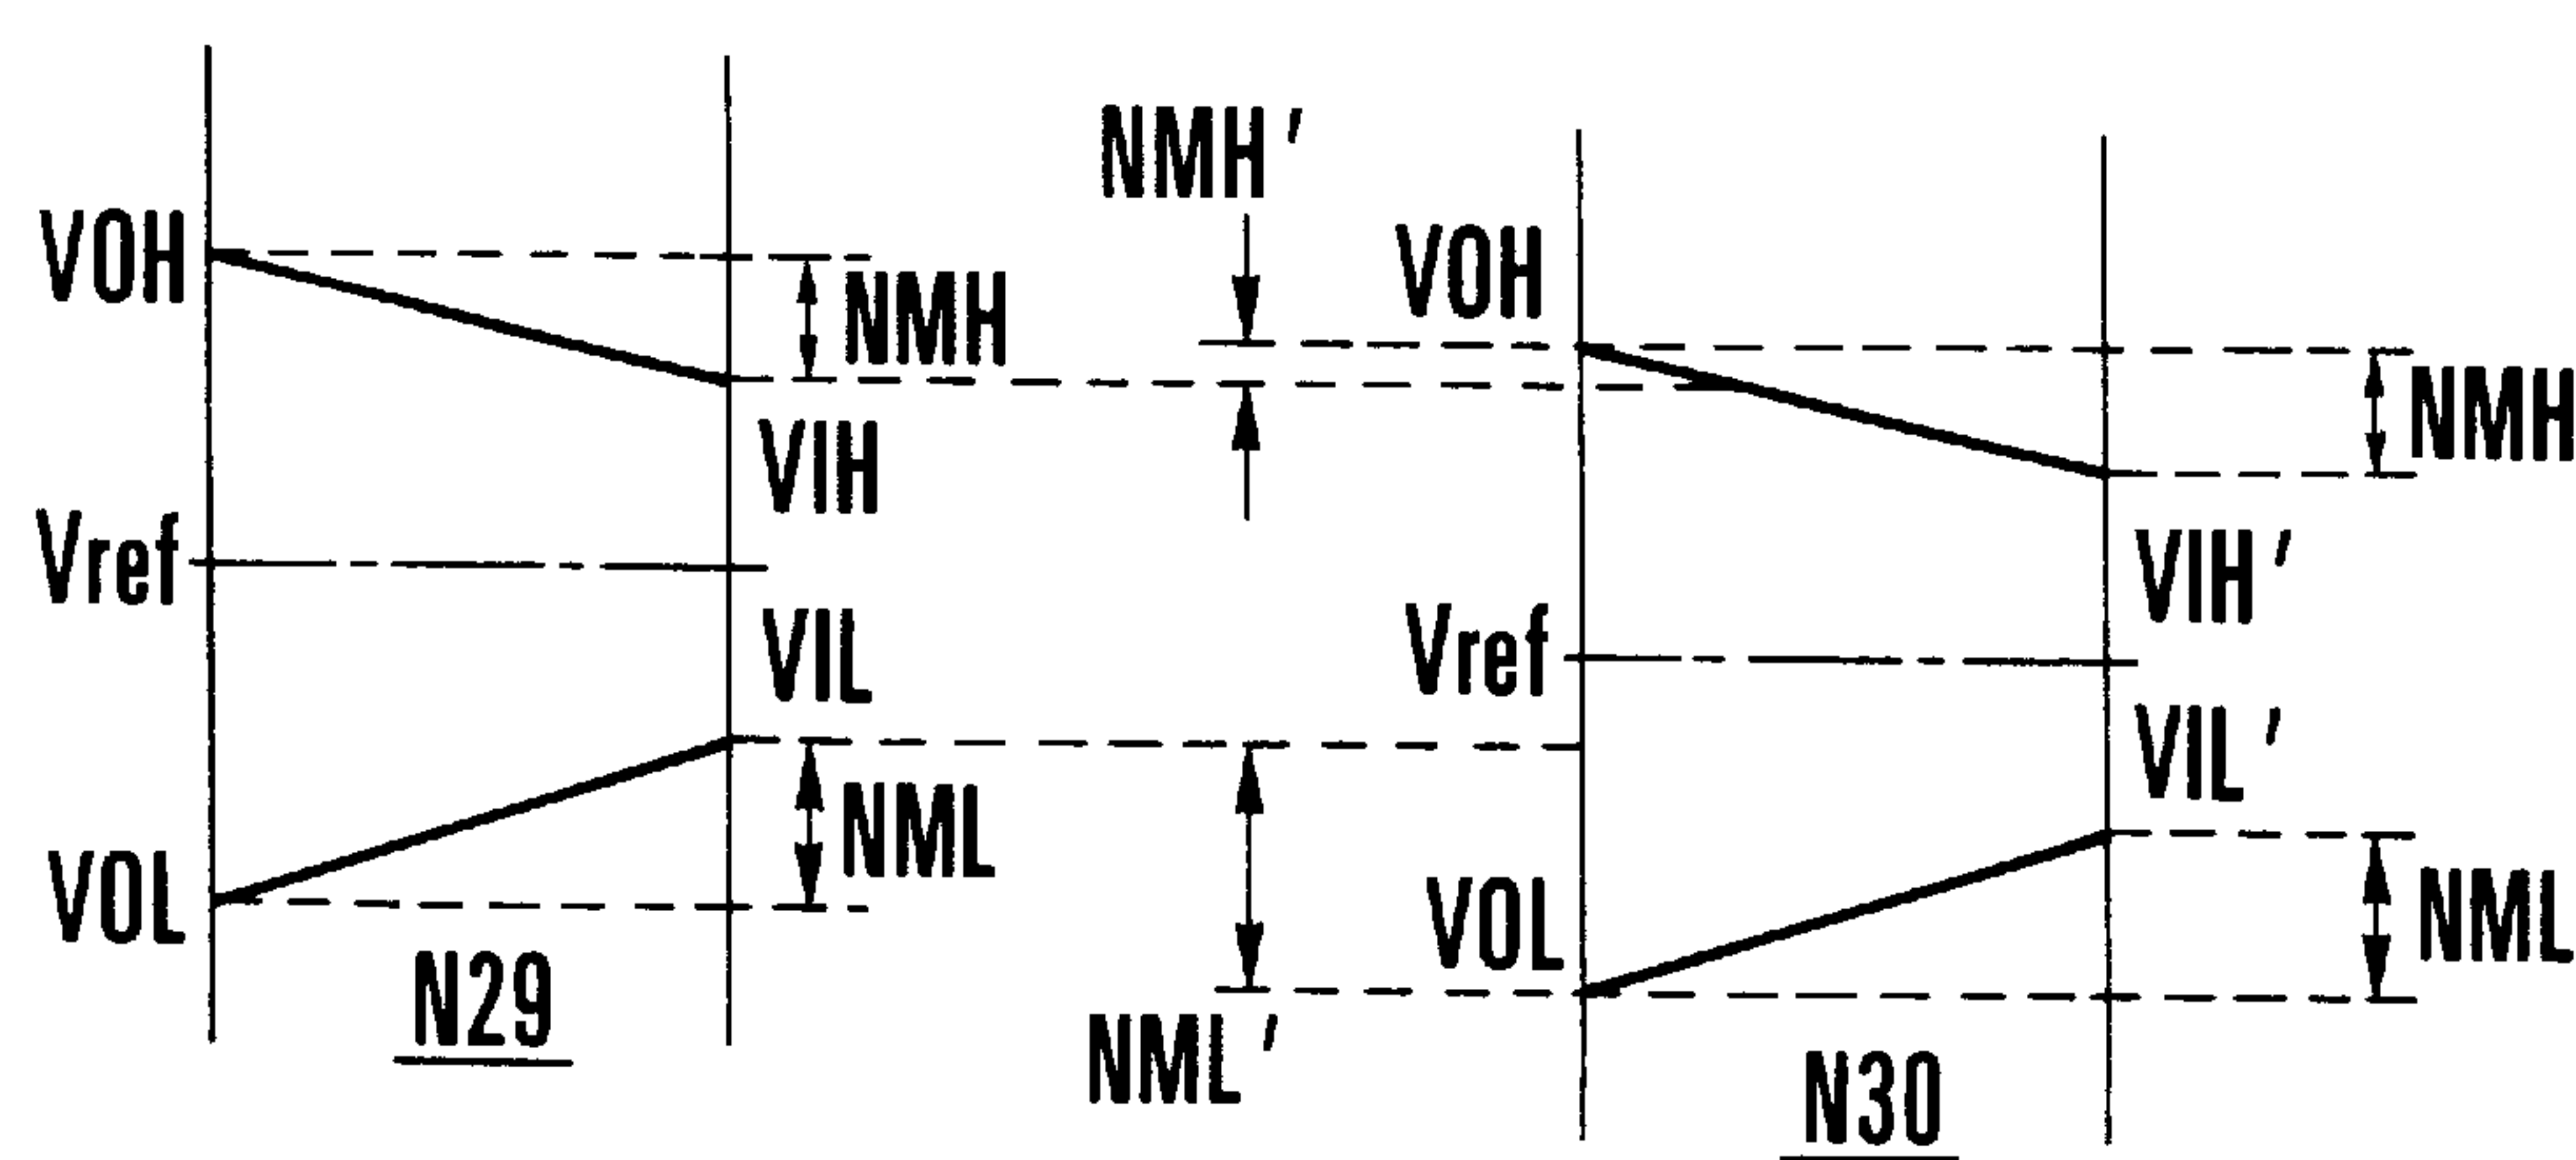 VOH
NMH
VIH
Vref
VIL
NML
VOL
N29
NMH'
NML'
VOH
NMH
VIH'
Vref
VIL'
NML
VOL
N30